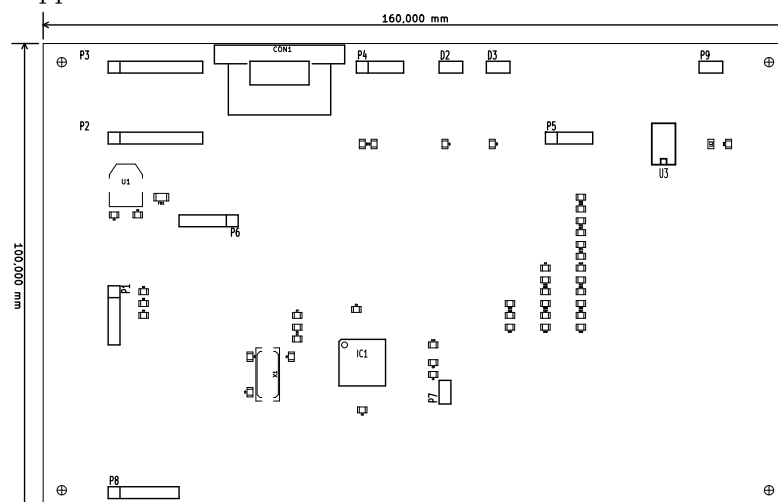 160,000 mm
P3
CON1
P4
D2
D3
P9
P2
P5
U3
U1
P6
100,000 mm
P1
IC1
X1
P7
P8